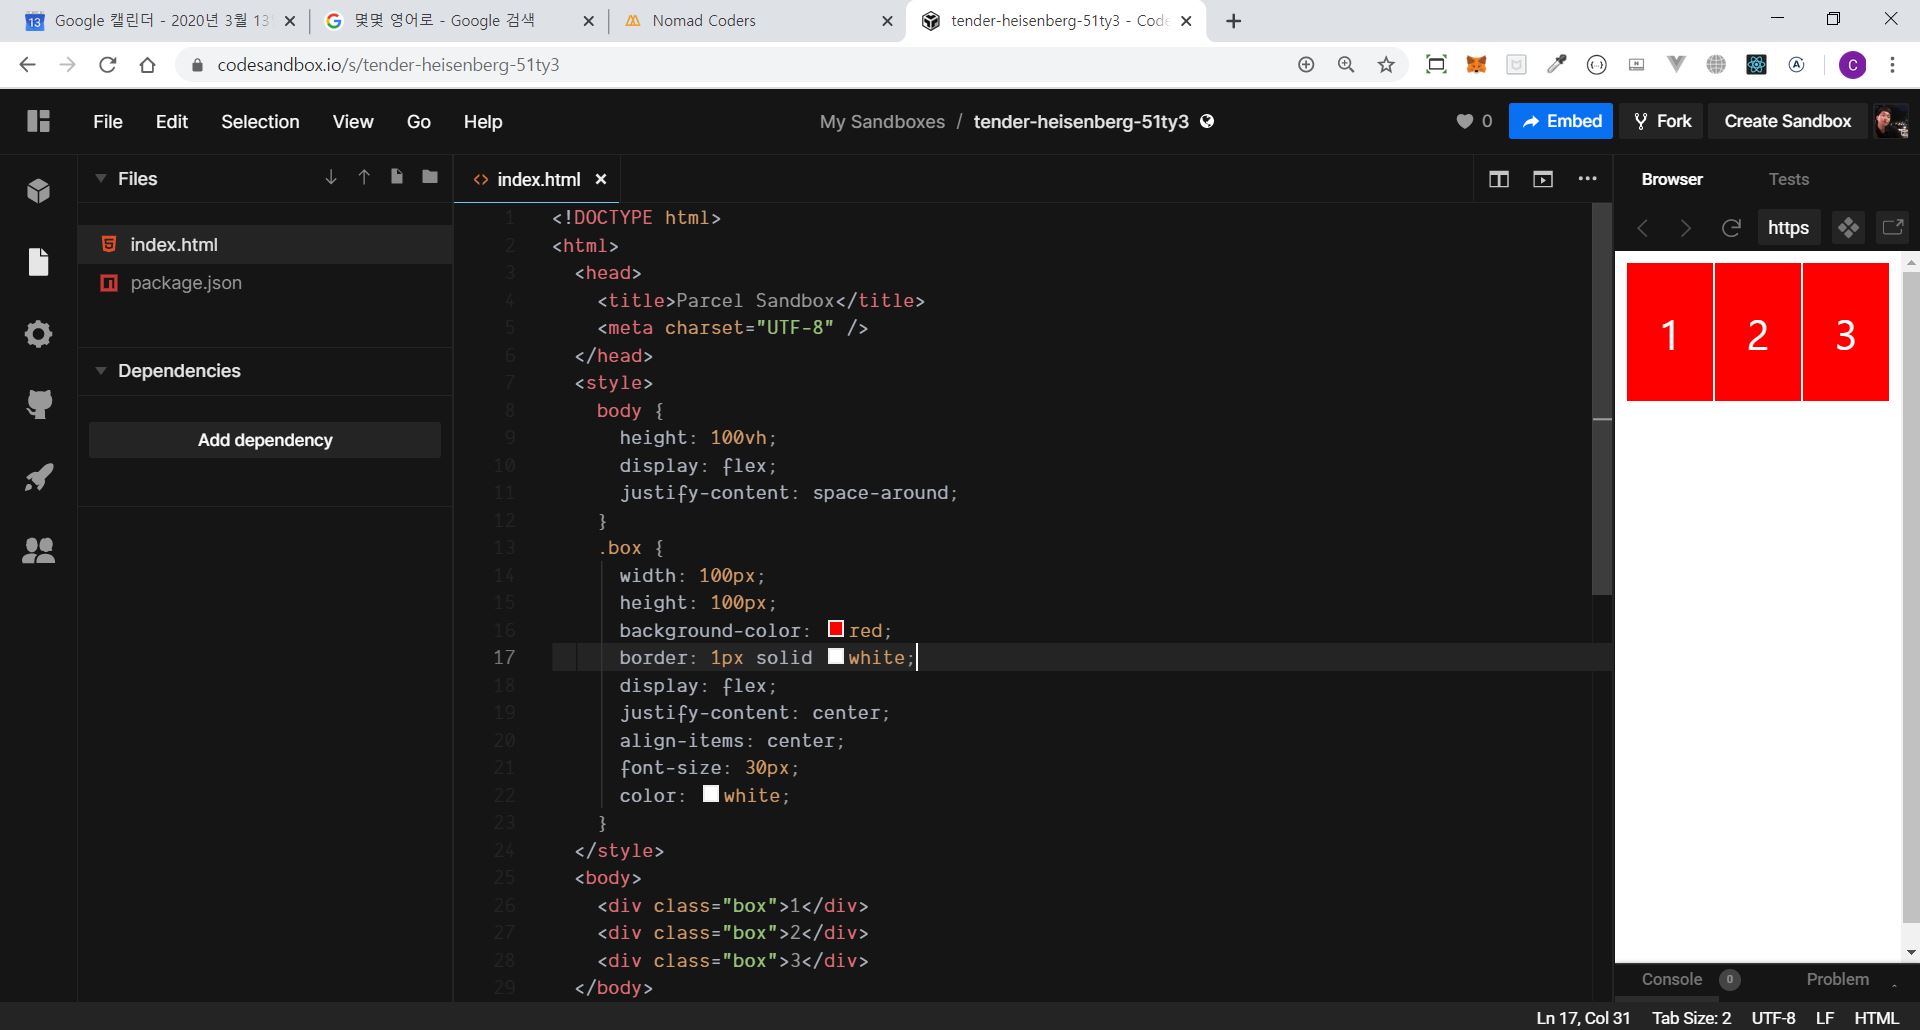 Google 캘린더 - 2020년 3월 13
몇몇 영어로 - Google 검색
Nomad Coders
tender-heisenberg-51ty3 - Code
codesandbox.io/s/tender-heisenberg-51ty3
C
File Edit Selection View Go Help
My Sandboxes / tender-heisenberg-51ty3
0
Embed
Fork
Create Sandbox
Files
index.html
package.json
Dependencies
Add dependency
<> index.html
1 <!DOCTYPE html>
2 <html>
3 <head>
4 <title>Parcel Sandbox</title>
5 <meta charset="UTF-8" />
6 </head>
7 <style>
8 body {
9 height: 100vh;
10 display: flex;
11 justify-content: space-around;
12 }
13 .box {
14 width: 100px;
15 height: 100px;
16 background-color: red;
17 border: 1px solid white;
18 display: flex;
19 justify-content: center;
20 align-items: center;
21 font-size: 30px;
22 color: white;
23 }
24 </style>
25 <body>
26 <div class="box">1</div>
27 <div class="box">2</div>
28 <div class="box">3</div>
29 </body>
Browser Tests
https
1 2 3
Console 0 Problem
Ln 17, Col 31 Tab Size: 2 UTF-8 LF HTML